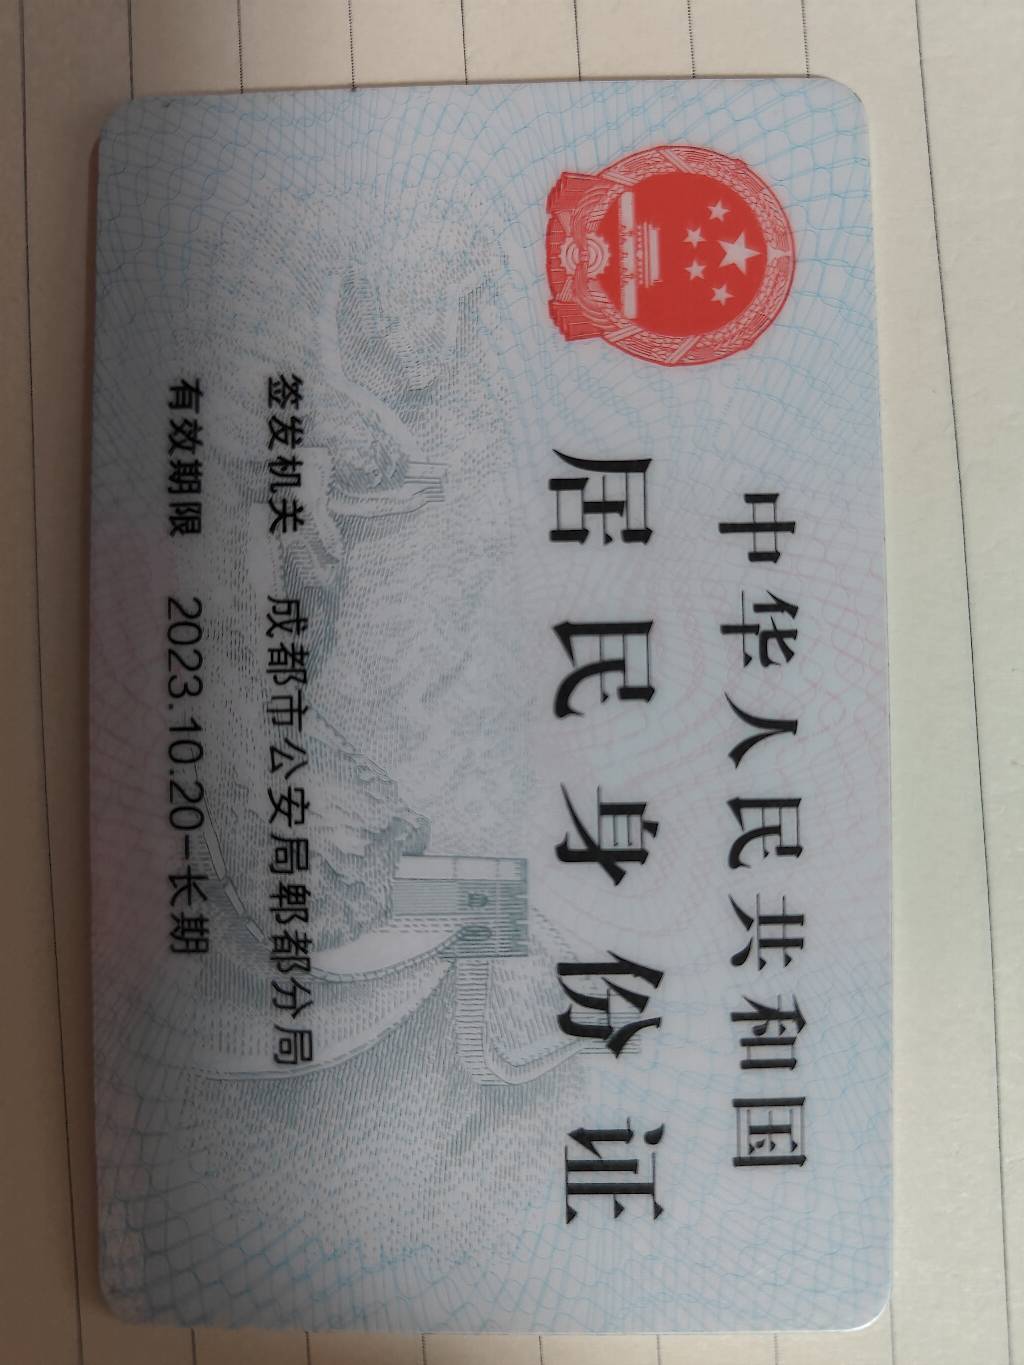 中华人民共和国
居民身份证
签发机关 成都市公安局郫都分局
有效期限 2023.10.20-长期